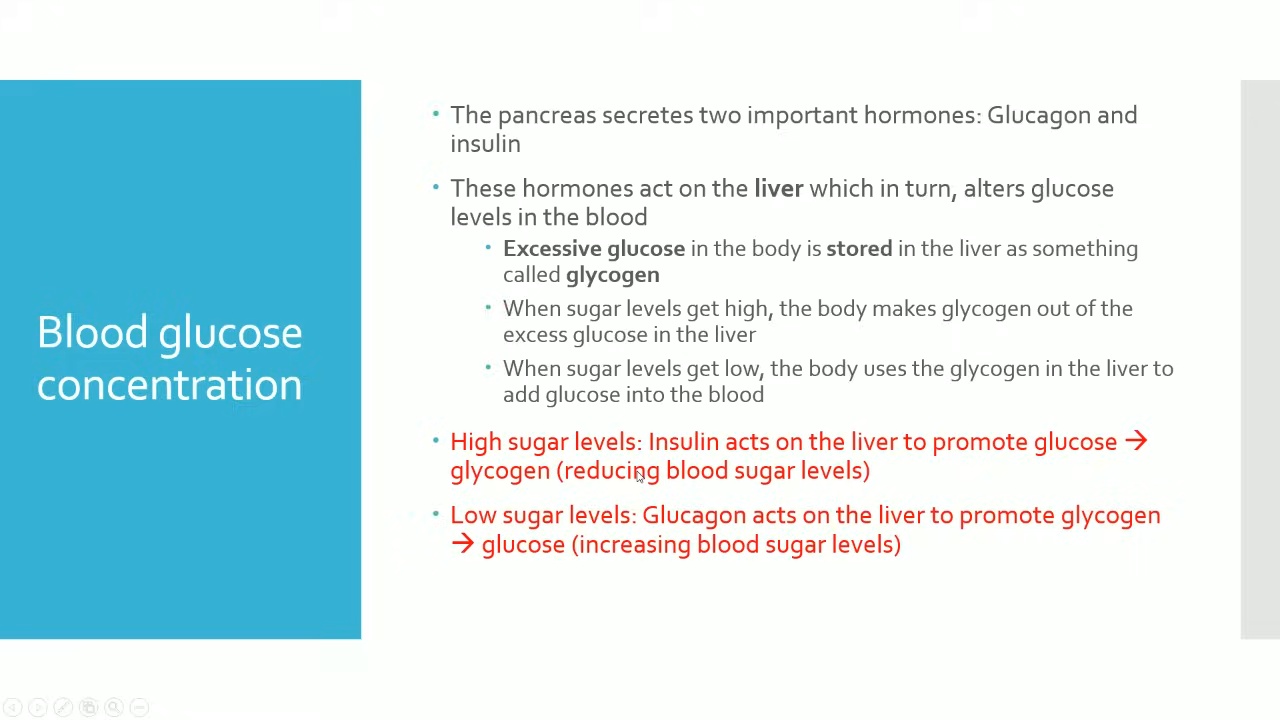 Blood glucose
concentration
• The pancreas secretes two important hormones: Glucagon and
insulin
• These hormones act on the liver which in turn, alters glucose
levels in the blood
• Excessive glucose in the body is stored in the liver as something
called glycogen
• When sugar levels get high, the body makes glycogen out of the
excess glucose in the liver
• When sugar levels get low, the body uses the glycogen in the liver to
add glucose into the blood
• High sugar levels: Insulin acts on the liver to promote glucose →
glycogen (reducing blood sugar levels)
• Low sugar levels: Glucagon acts on the liver to promote glycogen
→ glucose (increasing blood sugar levels)